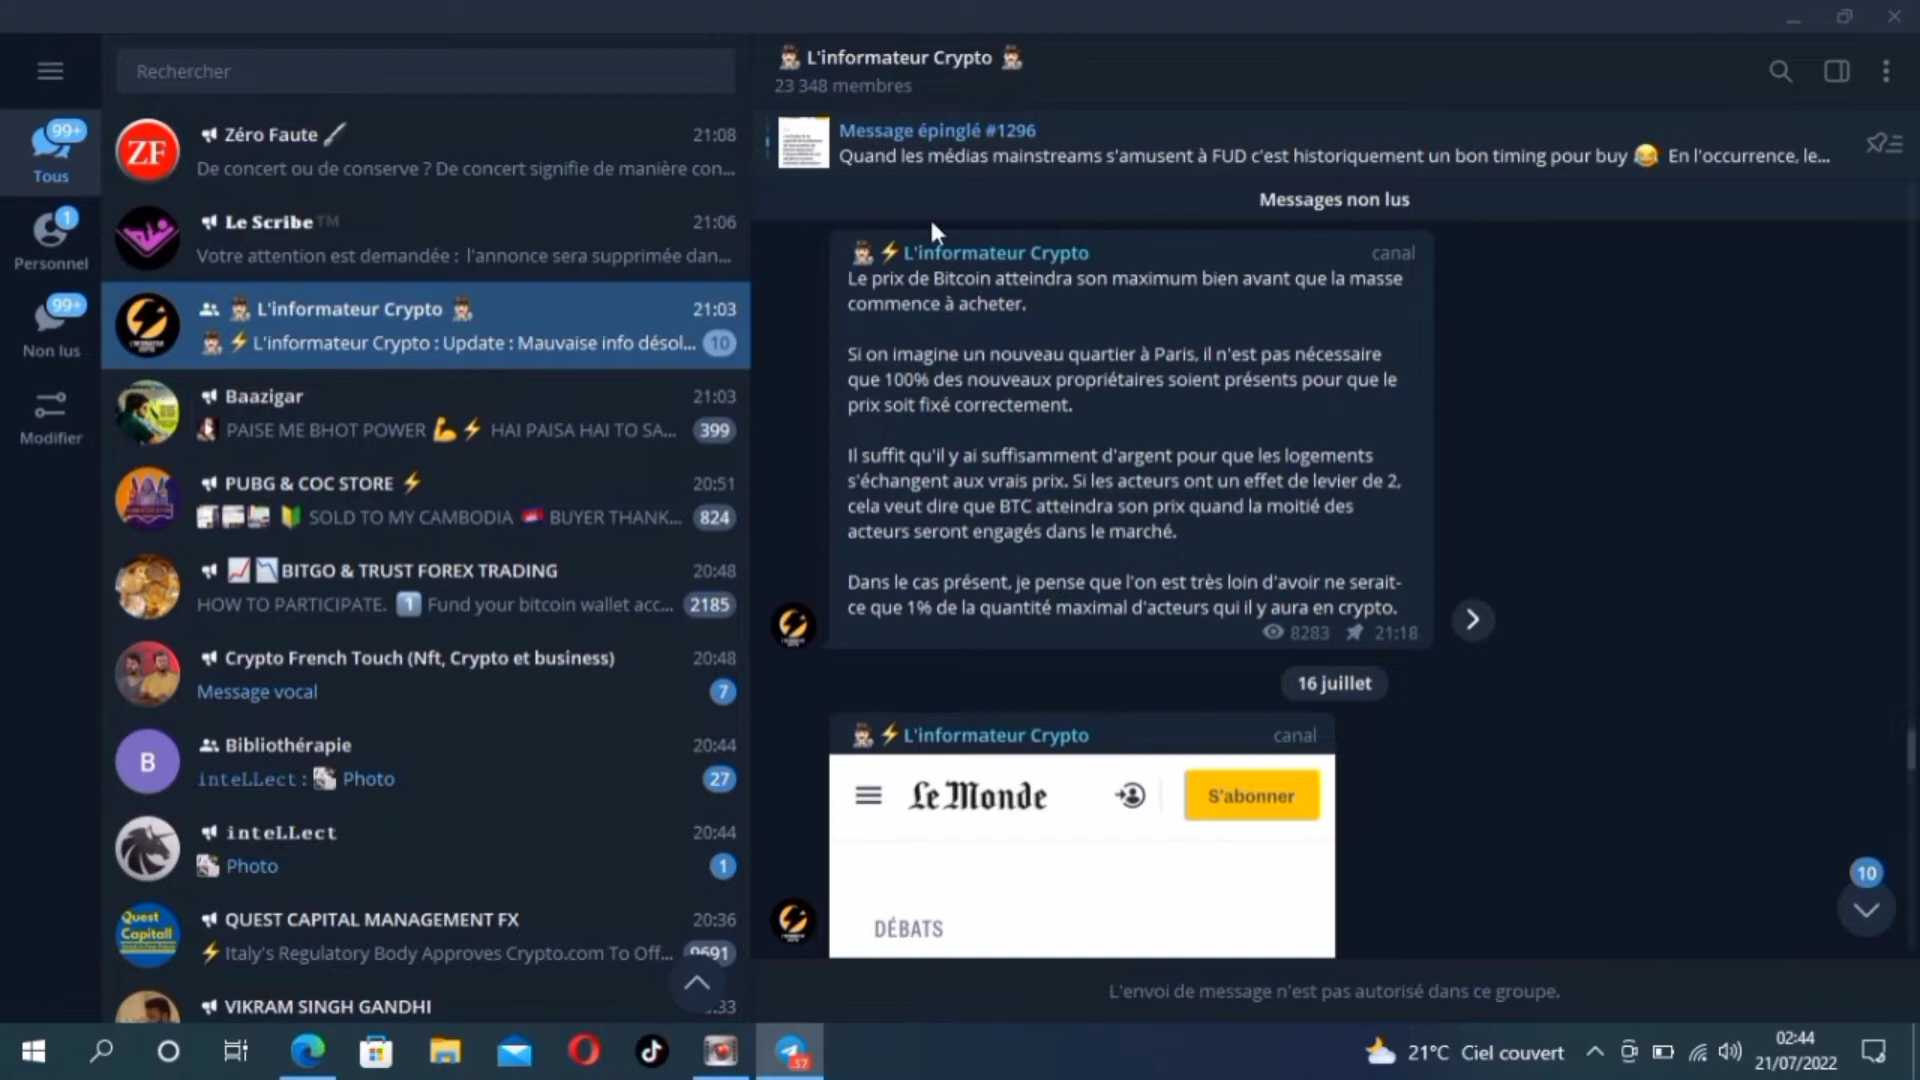 Rechercher
99+
Tous
1
Personnel
99+
Non lus
Modifier
ZF
Zéro Faute
21:08
De concert ou de conserve ? De concert signifie de manière con...
Le Scribe™
21:06
Votre attention est demandée : l'annonce sera supprimée dan...
L'informateur Crypto
21:03
⚡ L'informateur Crypto : Update : Mauvaise info désol...
10
Baazigar
21:03
PAISE ME BHOT POWER 💪⚡ HAI PAISA HAI TO SA...
399
PUBG & COC STORE ⚡
20:51
SOLD TO MY CAMBODIA 🇰🇭 BUYER THANK...
824
BITGO & TRUST FOREX TRADING
20:48
HOW TO PARTICIPATE. 1️⃣ Fund your bitcoin wallet acc...
2185
Crypto French Touch (Nft, Crypto et business)
20:48
Message vocal
7
B
Bibliothérapie
20:44
inteLLect : Photo
27
inteLLect
20:44
Photo
1
Quest
Capitall
QUEST CAPITAL MANAGEMENT FX
20:36
⚡ Italy's Regulatory Body Approves Crypto.com To Off...
9691
VIKRAM SINGH GANDHI
:33
L'informateur Crypto
23 348 membres
Message épinglé #1296
Quand les médias mainstreams s'amusent à FUD c'est historiquement un bon timing pour buy 😂 En l'occurrence, le...
Messages non lus
⚡ L'informateur Crypto
canal
Le prix de Bitcoin atteindra son maximum bien avant que la masse
commence à acheter.
Si on imagine un nouveau quartier à Paris, il n'est pas nécessaire
que 100% des nouveaux propriétaires soient présents pour que le
prix soit fixé correctement.
Il suffit qu'il y ai suffisamment d'argent pour que les logements
s'échangent aux vrais prix. Si les acteurs ont un effet de levier de 2,
cela veut dire que BTC atteindra son prix quand la moitié des
acteurs seront engagés dans le marché.
Dans le cas présent, je pense que l'on est très loin d'avoir ne serait-
ce que 1% de la quantité maximal d'acteurs qui il y aura en crypto.
8283
21:18
16 juillet
⚡ L'informateur Crypto
canal
Le Monde
S'abonner
DÉBATS
10
L'envoi de message n'est pas autorisé dans ce groupe.
37
21°C Ciel couvert
02:44
21/07/2022